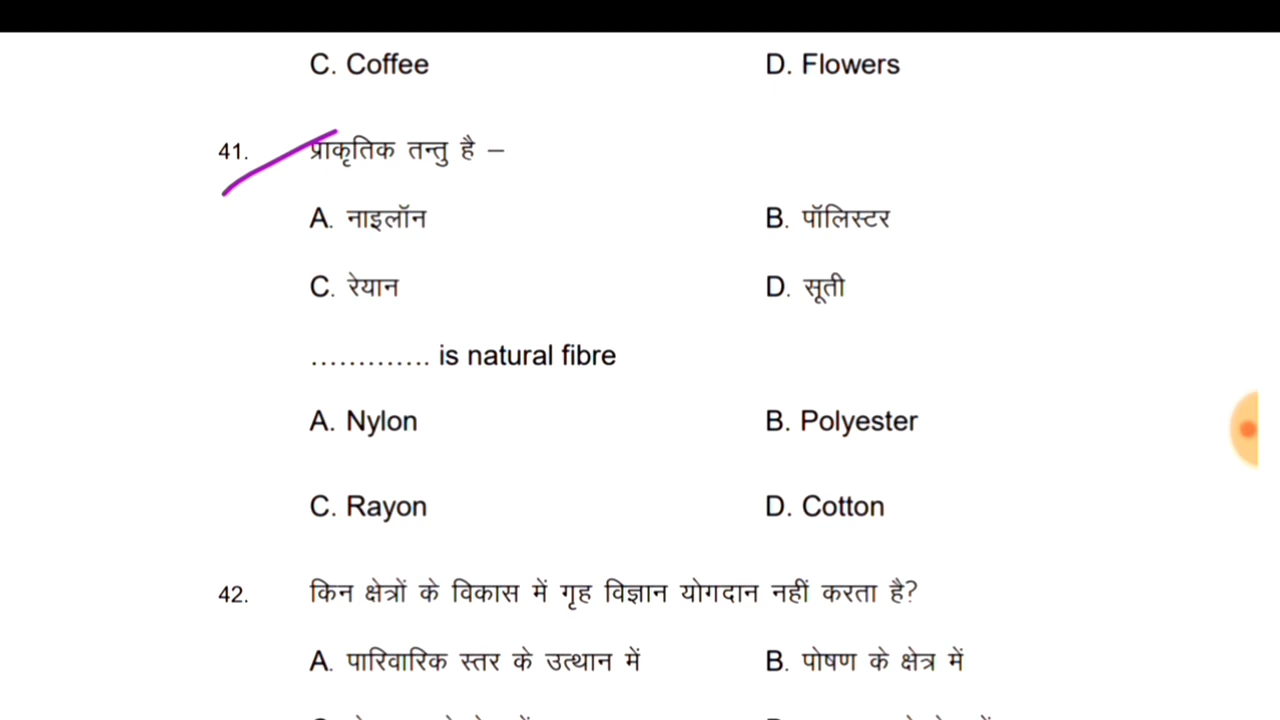 C. Coffee D. Flowers
41. प्राकृतिक तन्तु है –
A. नाइलॉन B. पॉलिस्टर
C. रेयान D. सूती
............. is natural fibre
A. Nylon B. Polyester
C. Rayon D. Cotton
42. किन क्षेत्रों के विकास में गृह विज्ञान योगदान नहीं करता है?
A. पारिवारिक स्तर के उत्थान में B. पोषण के क्षेत्र में